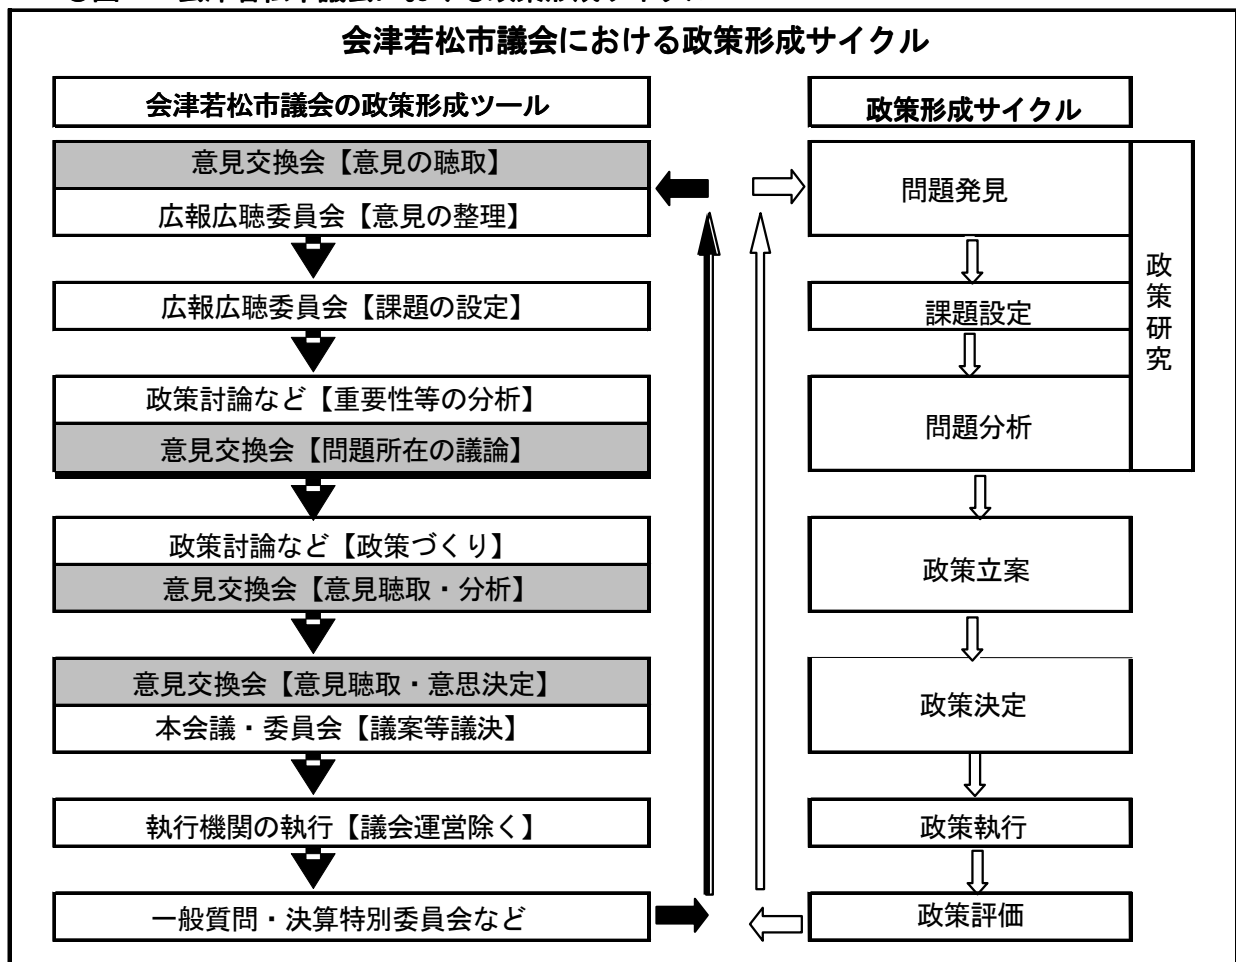 会津若松市議会における政策形成サイクル
会津若松市議会の政策形成ツール
政策形成サイクル
意見交換会【意見の聴取】
広報広聴委員会【意見の整理】
問題発見
広報広聴委員会【課題の設定】
課題設定
政策研究
政策討論など【重要性等の分析】
意見交換会【問題所在の議論】
問題分析
政策討論など【政策づくり】
意見交換会【意見聴取・分析】
政策立案
意見交換会【意見聴取・意思決定】
本会議・委員会【議案等議決】
政策決定
執行機関の執行【議会運営除く】
政策執行
一般質問・決算特別委員会など
政策評価